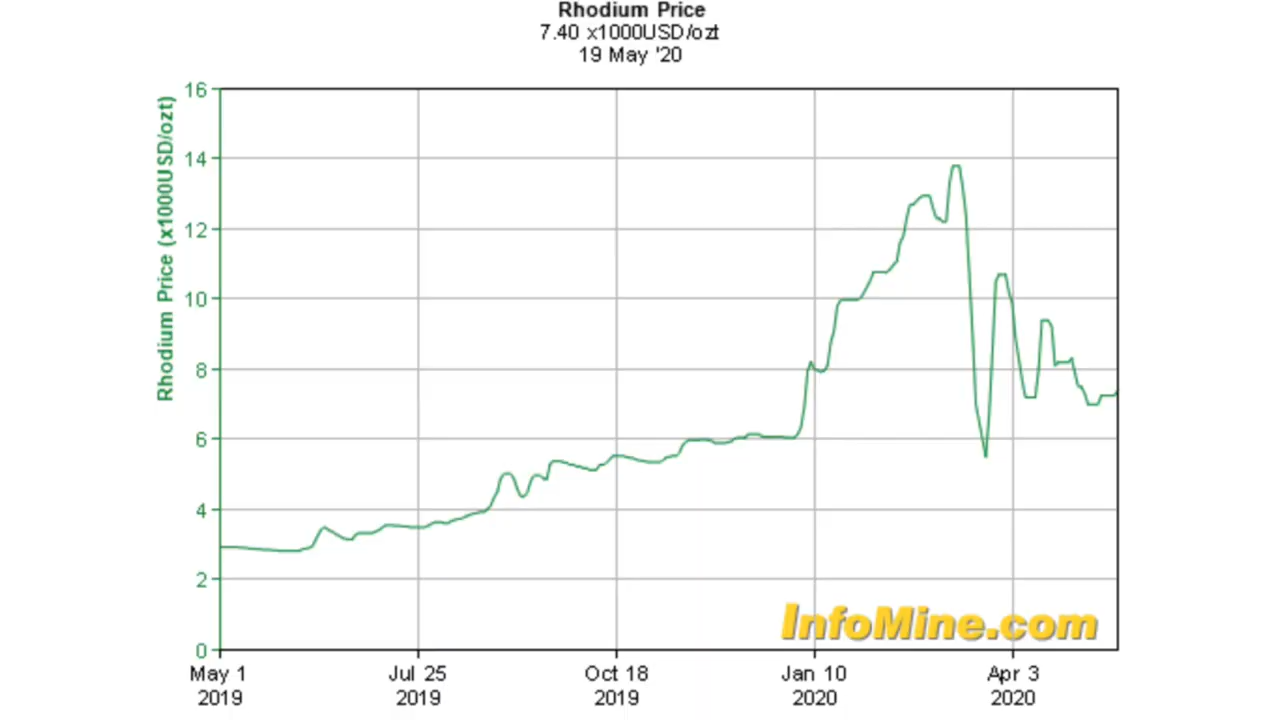 Rhodium Price
7.40 x1000USD/ozt
19 May '20
Rhodium Price (x1000USD/ozt)
16
14
12
10
8
6
4
2
0
InfoMine.com
May 1 Jul 25 Oct 18 Jan 10 Apr 3
2019 2019 2019 2020 2020